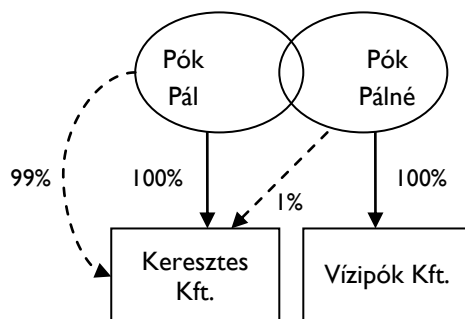 Pók
Pál
Pók
Pálné
99%
100%
1%
100%
Keresztes
Kft.
Vízipók Kft.